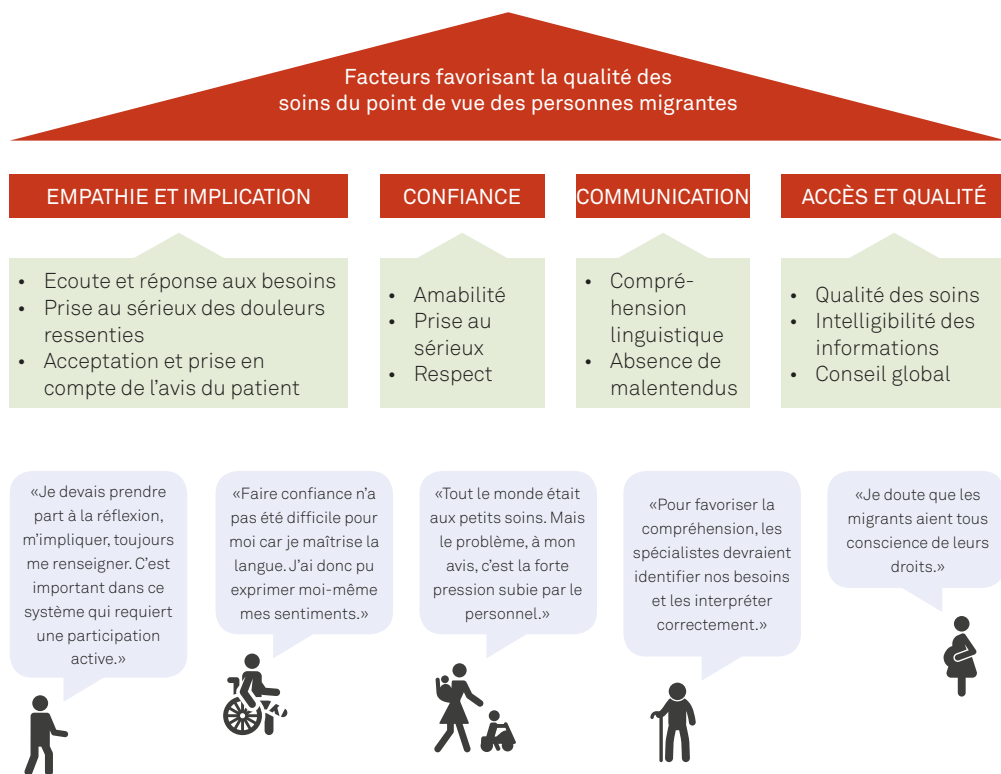 Facteurs favorisant la qualité des
soins du point de vue des personnes migrantes
EMPATHIE ET IMPLICATION
• Ecoute et réponse aux besoins
• Prise au sérieux des douleurs
ressenties
• Acceptation et prise en
compte de l’avis du patient
CONFIANCE
• Amabilité
• Prise au
sérieux
• Respect
COMMUNICATION
• Compré-
hension
linguistique
• Absence de
malentendus
ACCÈS ET QUALITÉ
• Qualité des soins
• Intelligibilité des
informations
• Conseil global
«Je devais prendre
part à la réflexion,
m’impliquer, toujours
me renseigner. C’est
important dans ce
système qui requiert
une participation
active.»
«Faire confiance n’a
pas été difficile pour
moi car je maîtrise la
langue. J’ai donc pu
exprimer moi-même
mes sentiments.»
«Tout le monde était
aux petits soins. Mais
le problème, à mon
avis, c’est la forte
pression subie par le
personnel.»
«Pour favoriser la
compréhension, les
spécialistes devraient
identifier nos besoins
et les interpréter
correctement.»
«Je doute que les
migrants aient tous
conscience de leurs
droits.»